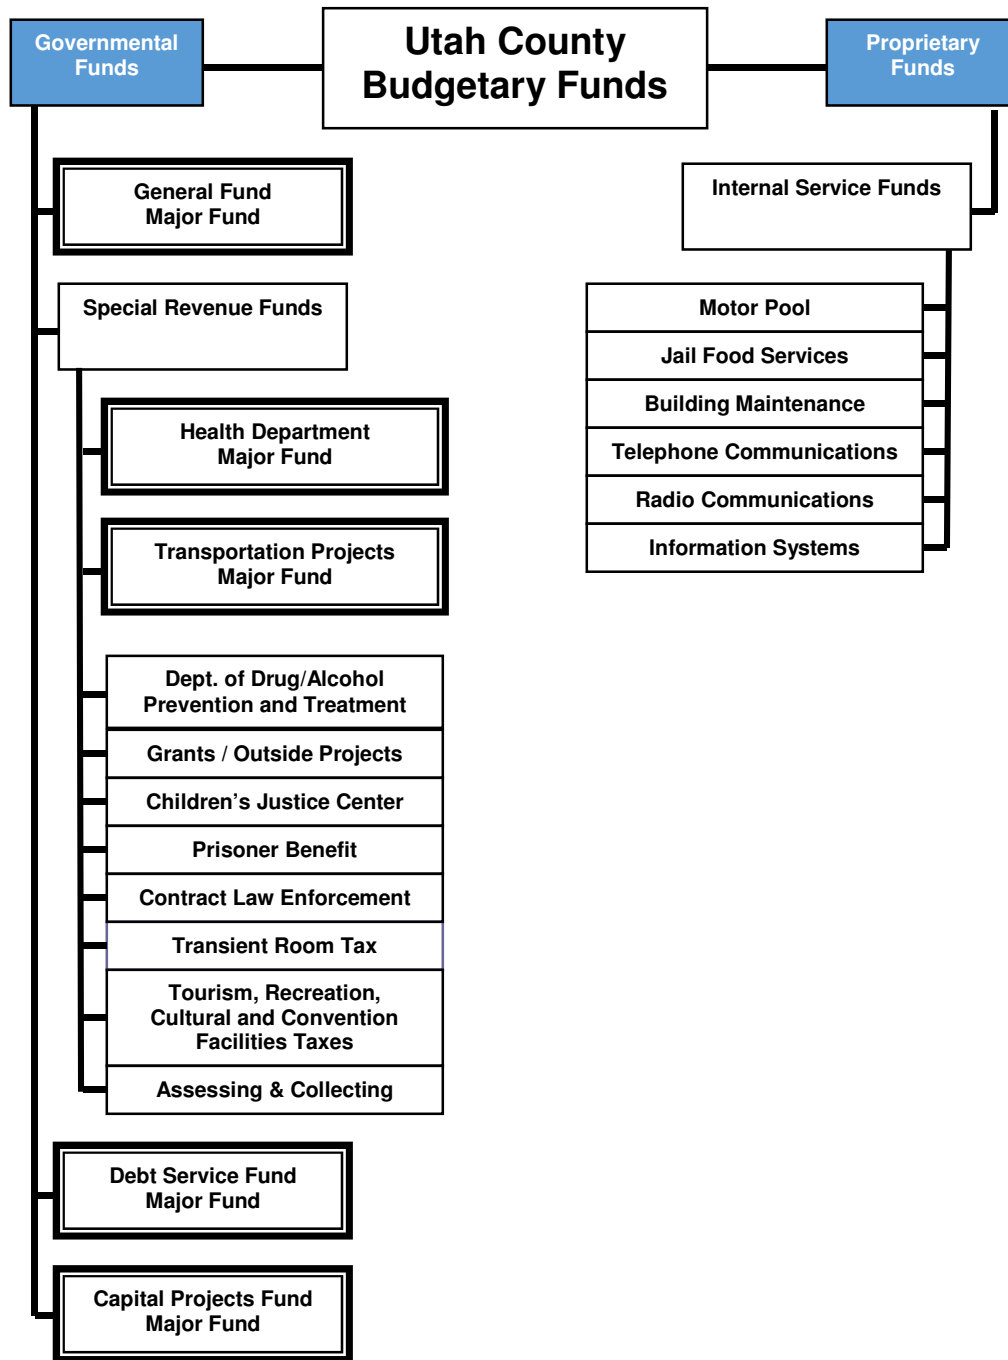 Governmental
Funds
Utah County
Budgetary Funds
Proprietary
Funds
General Fund
Major Fund
Special Revenue Funds
Health Department
Major Fund
Transportation Projects
Major Fund
Dept. of Drug/Alcohol
Prevention and Treatment
Grants / Outside Projects
Children’s Justice Center
Prisoner Benefit
Contract Law Enforcement
Transient Room Tax
Tourism, Recreation,
Cultural and Convention
Facilities Taxes
Assessing & Collecting
Debt Service Fund
Major Fund
Capital Projects Fund
Major Fund
Internal Service Funds
Motor Pool
Jail Food Services
Building Maintenance
Telephone Communications
Radio Communications
Information Systems